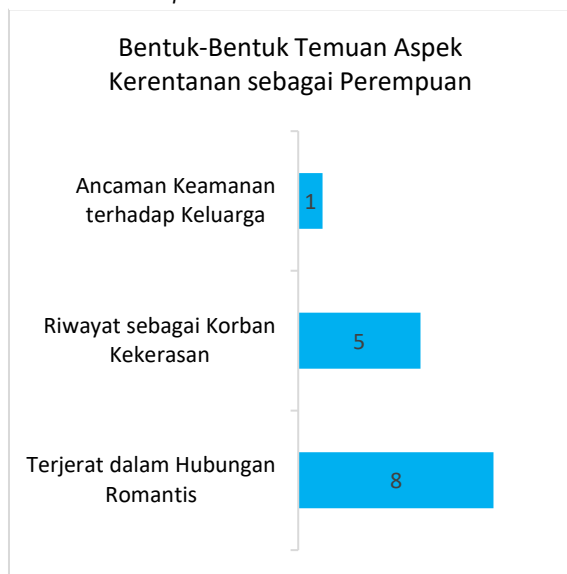 Bentuk-Bentuk Temuan Aspek
Kerentanan sebagai Perempuan
Ancaman Keamanan
terhadap Keluarga
1
Riwayat sebagai Korban
Kekerasan
5
Terjerat dalam Hubungan
Romantis
8